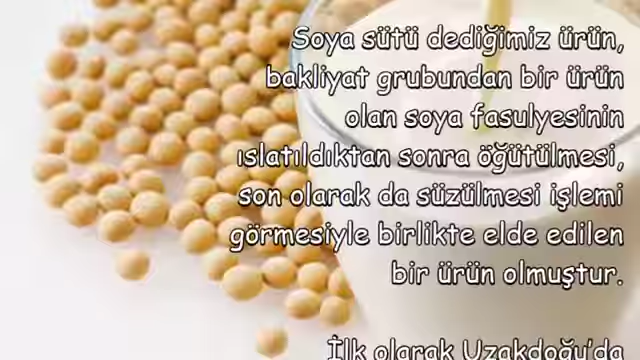 Soya sütü dediğimiz ürün,
bakliyat grubundan bir ürün
olan soya fasulyesinin
ıslatıldıktan sonra öğütülmesi,
son olarak da süzülmesi işlemi
görmesiyle birlikte elde edilen
bir ürün olmuştur.
İlk olarak Uzakdoğu'da